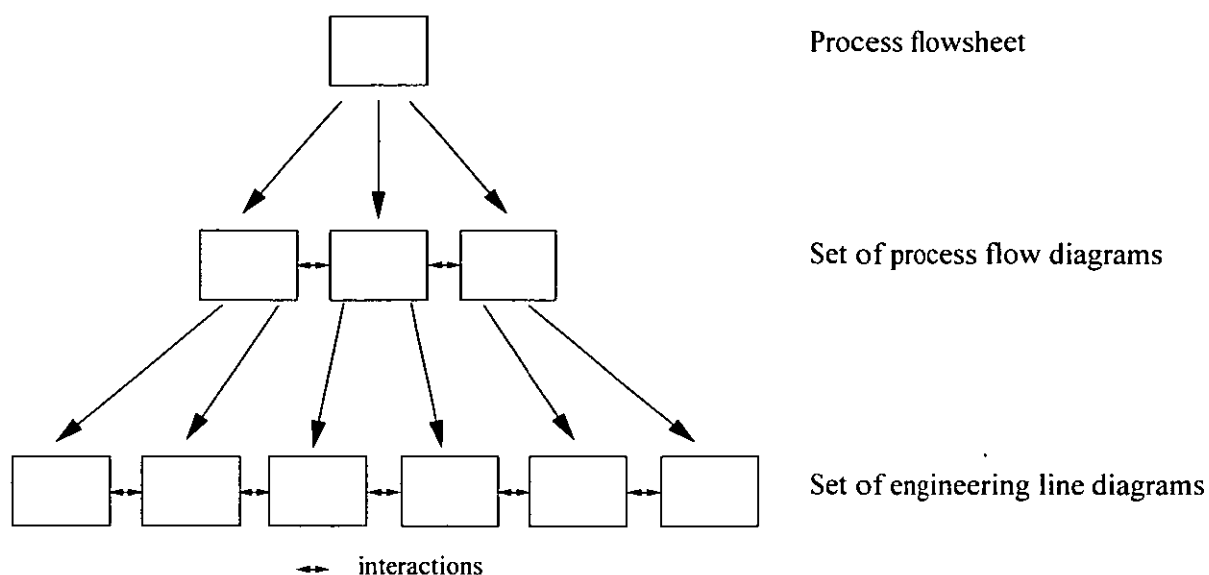 Process flowsheet
Set of process flow diagrams
Set of engineering line diagrams
interactions